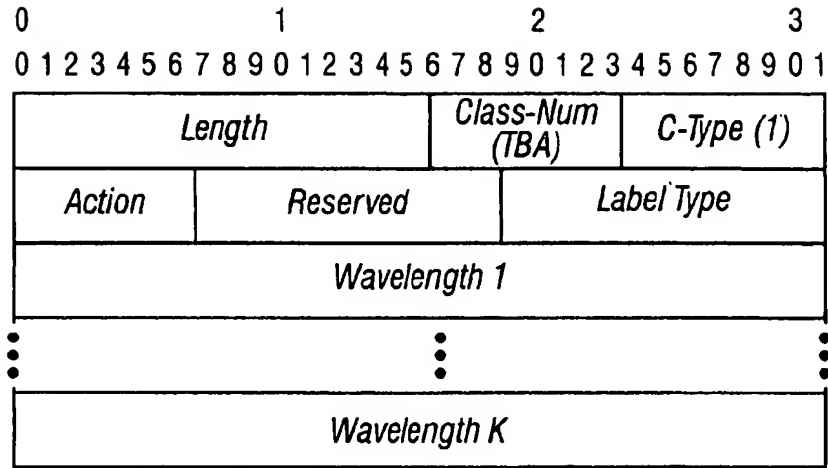 0 1 2 3
0 1 2 3 4 5 6 7 8 9 0 1 2 3 4 5 6 7 8 9 0 1 2 3 4 5 6 7 8 9 0 1
Length Class-Num (TBA) C-Type (1)
Action Reserved Label Type
Wavelength 1
Wavelength K